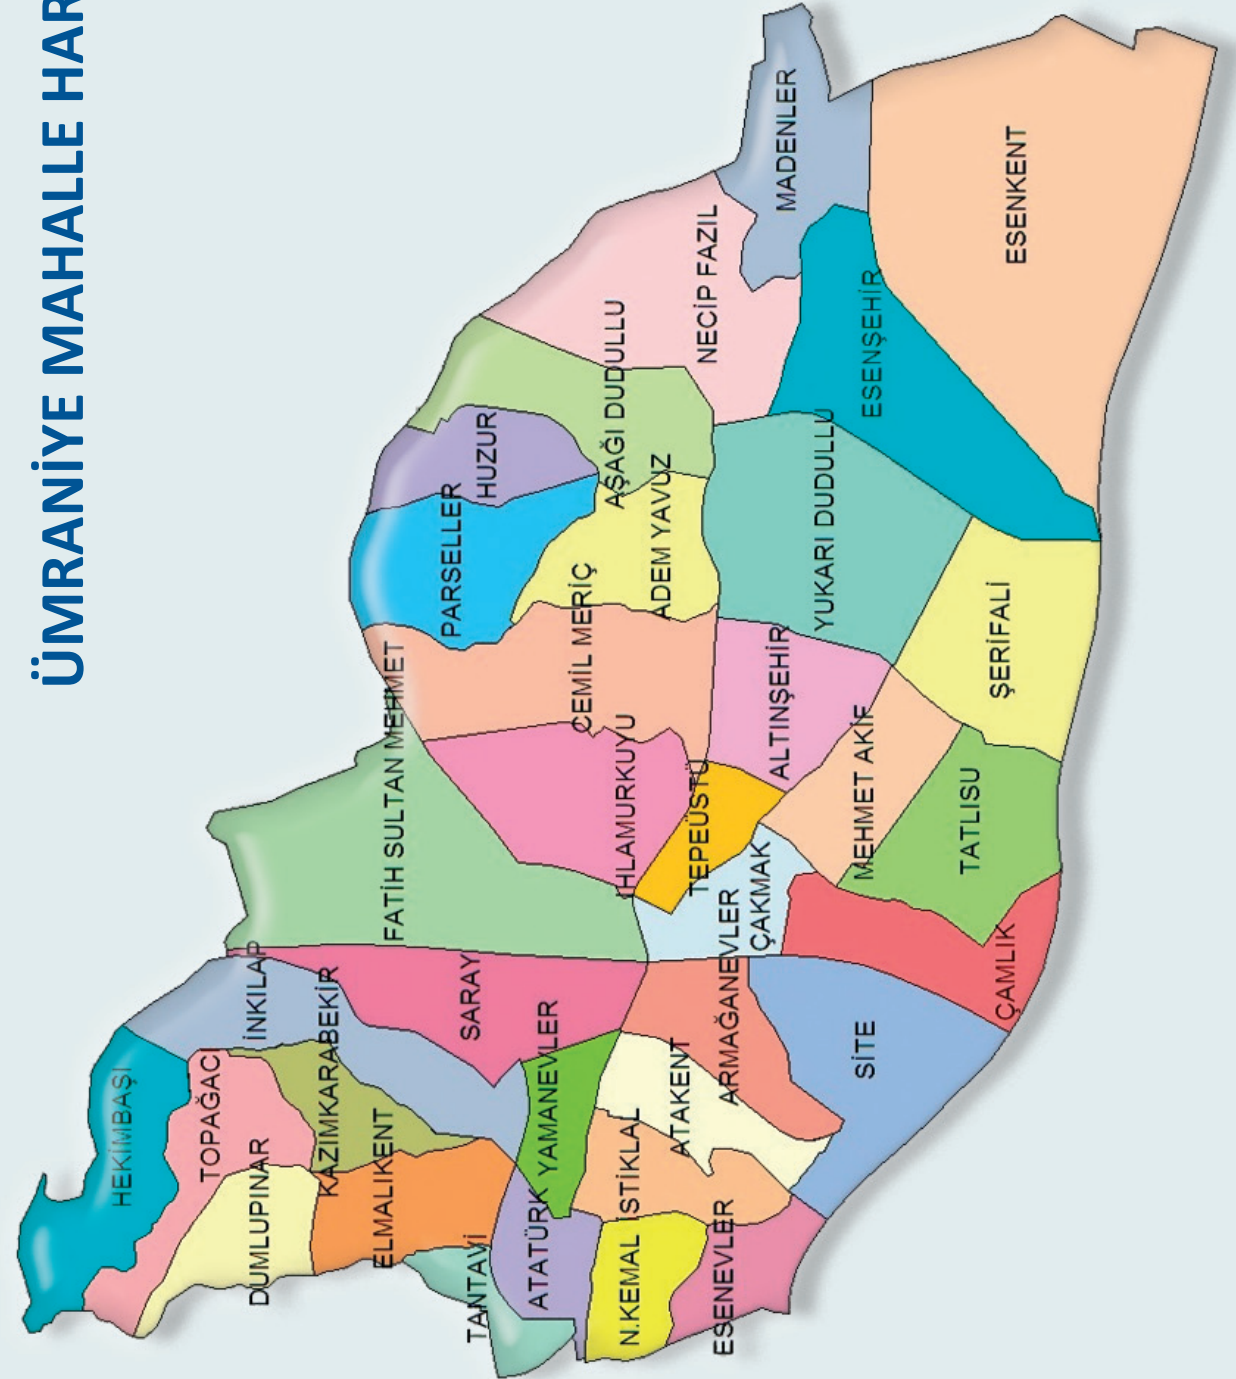 ÜMRANİYE MAHALLE HAR
HEKİMBAŞI
TOPAĞACI
DUMLUPINAR
İNKILAP
KAZIMKARABEKİR
ELMALIKENT
FATİH SULTAN MEHMET
SARAY
TANTAVİ
PARSELLER
HUZUR
YAMANEVLER
ATATÜRK
CEMİL MERİÇ
AŞAĞI DUDULLU
IHLAMURKUYU
İSTİKLAL
N.KEMAL
ADEM YAVUZ
ATAKENT
TEPEÜSTÜ
NECİP FAZIL
ARMAĞANEVLER
ESENEVLER
ÇAKMAK
ALTINŞEHİR
MADENLER
YUKARI DUDULLU
MEHMET AKİF
SİTE
ESENŞEHİR
TATLISU
ŞERİFALİ
ÇAMLIK
ESENKENT